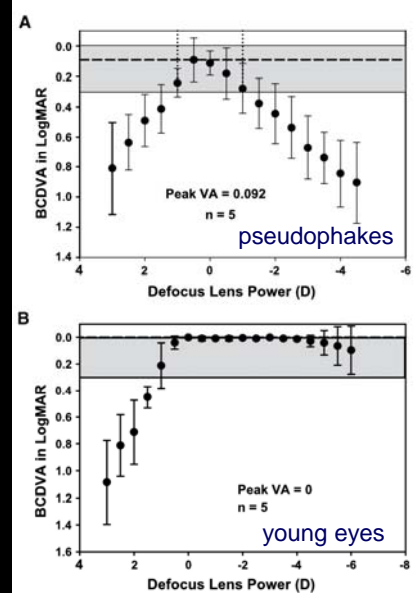 A
0.0
0.2
0.4
0.6
0.8
1.0
1.2
1.4
BCDVA in LogMAR
Peak VA = 0.092
n = 5
pseudophakes
4 2 0 -2 -4 -6
Defocus Lens Power (D)
B
0.0
0.2
0.4
0.6
0.8
1.0
1.2
1.4
1.6
BCDVA in LogMAR
Peak VA = 0
n = 5
young eyes
4 2 0 -2 -4 -6 -8
Defocus Lens Power (D)